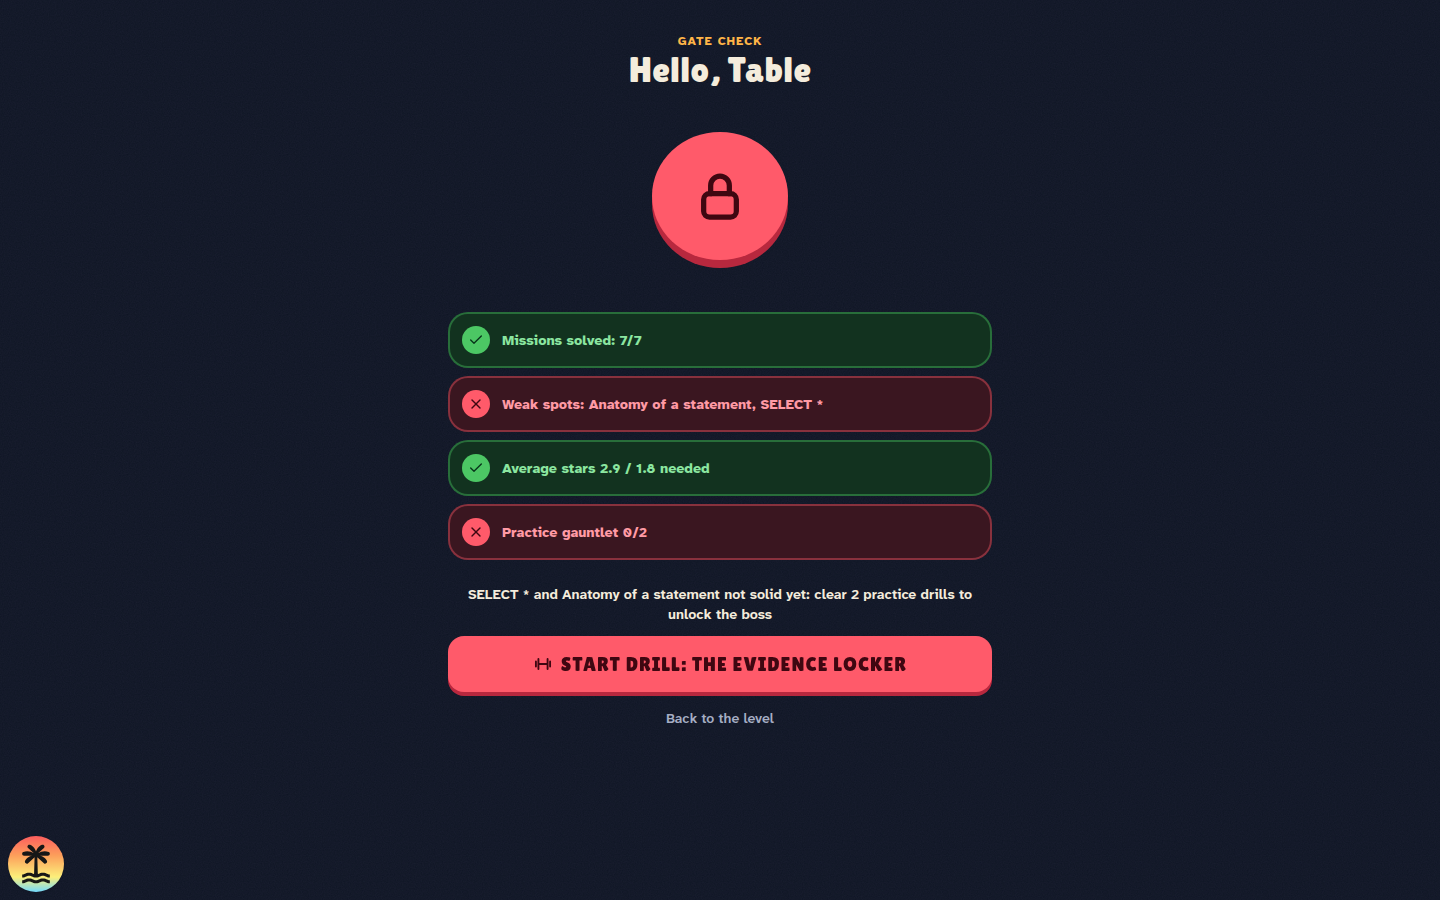 GATE CHECK
Hello, Table
Missions solved: 7/7
Weak spots: Anatomy of a statement, SELECT *
Average stars 2.9 / 1.8 needed
Practice gauntlet 0/2
SELECT * and Anatomy of a statement not solid yet: clear 2 practice drills to
unlock the boss
START DRILL: THE EVIDENCE LOCKER
Back to the level